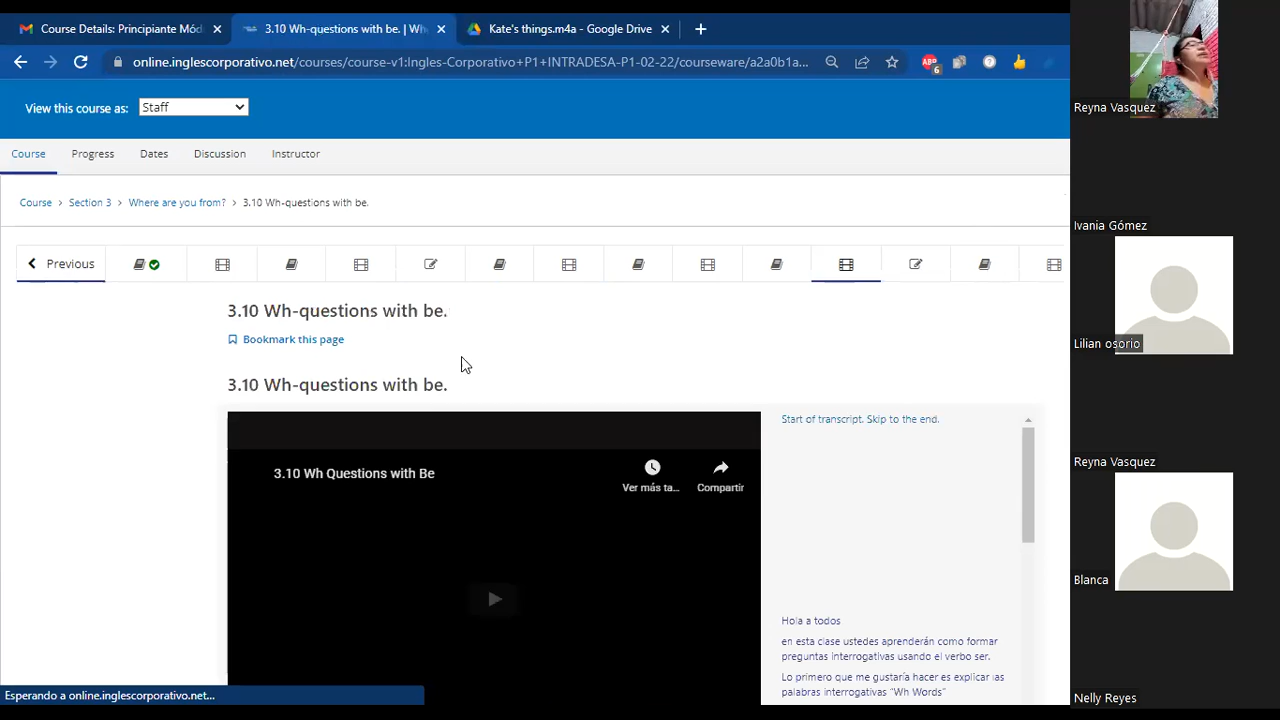 Course Details: Principiante Mód
3.10 Wh-questions with be. | Wh
Kate's things.m4a - Google Drive
online.inglescorporativo.net/courses/course-v1:Ingles-Corporativo+P1+INTRADESA-P1-02-22/courseware/a2a0b1a...
ABP
6
View this course as:
Staff
Course
Progress
Dates
Discussion
Instructor
Course > Section 3 > Where are you from? > 3.10 Wh-questions with be.
Previous
3.10 Wh-questions with be.
Bookmark this page
3.10 Wh-questions with be.
3.10 Wh Questions with Be
Ver más ta...
Compartir
Start of transcript. Skip to the end.
Hola a todos
en esta clase ustedes aprenderán como formar
preguntas interrogativas usando el verbo ser.
Lo primero que me gustaría hacer es explicar las
palabras interrogativas “Wh Words”
Esperando a online.inglescorporativo.net...
Reyna Vasquez
Ivania Gómez
Lilian osorio
Reyna Vasquez
Blanca
Nelly Reyes